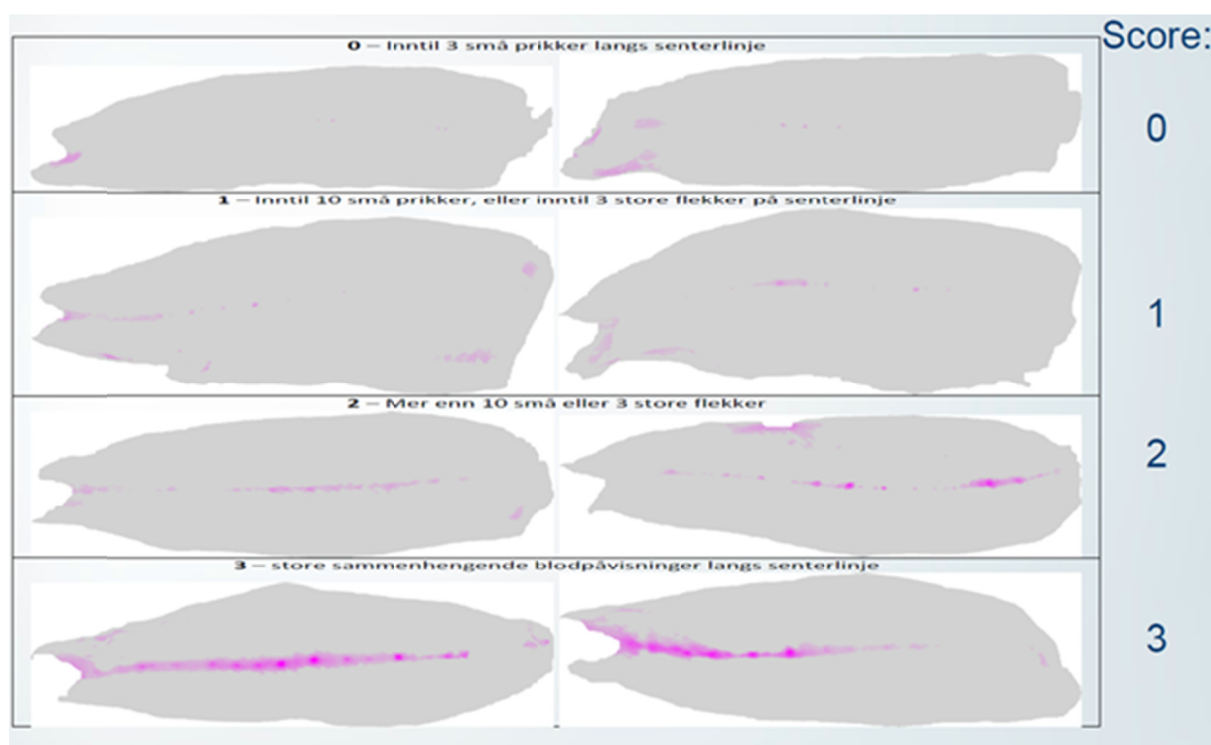 Score:
0 – Inntil 3 små prikker langs senterlinje
0
1 – Inntil 10 små prikker, eller inntil 3 store flekker på senterlinje
1
2 – Mer enn 10 små eller 3 store flekker
2
3 – store sammenhengende blodpåvisninger langs senterlinje
3